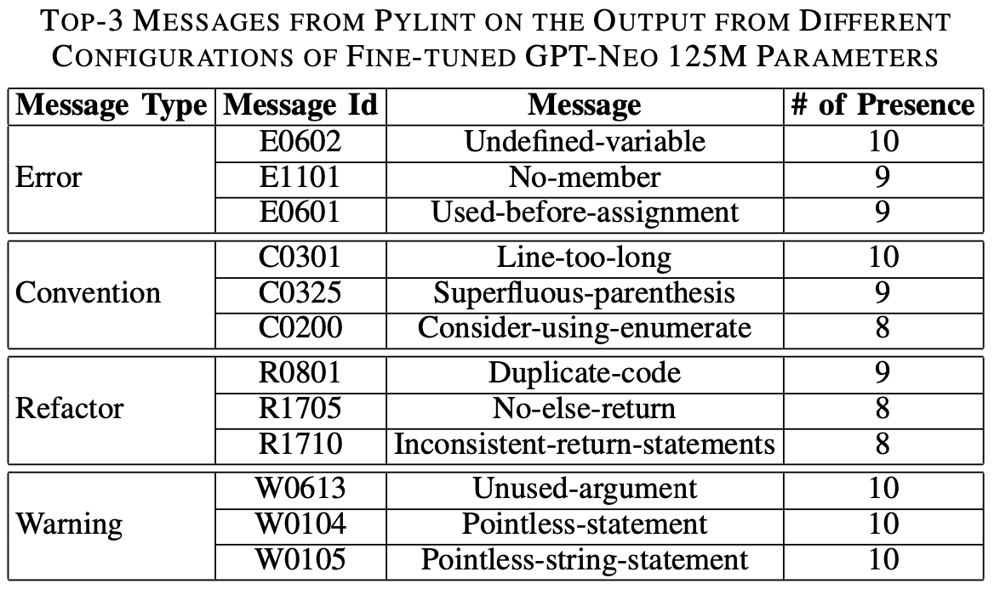 TOP-3 MESSAGES FROM PYLINT ON THE OUTPUT FROM DIFFERENT
CONFIGURATIONS OF FINE-TUNED GPT-NEO 125M PARAMETERS
Message Type Message Id Message # of Presence
Error
E0602 Undefined-variable 10
E1101 No-member 9
E0601 Used-before-assignment 9
Convention
C0301 Line-too-long 10
C0325 Superfluous-parenthesis 9
C0200 Consider-using-enumerate 8
Refactor
R0801 Duplicate-code 9
R1705 No-else-return 8
R1710 Inconsistent-return-statements 8
Warning
W0613 Unused-argument 10
W0104 Pointless-statement 10
W0105 Pointless-string-statement 10